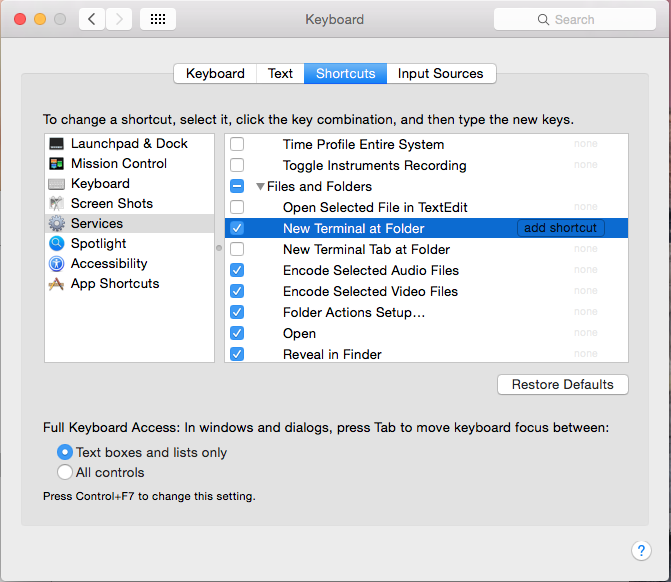 Keyboard
Search
Keyboard Text Shortcuts Input Sources
To change a shortcut, select it, click the key combination, and then type the new keys.
Launchpad & Dock
Mission Control
Keyboard
Screen Shots
Services
Spotlight
Accessibility
App Shortcuts
Time Profile Entire System none
Toggle Instruments Recording none
Files and Folders
Open Selected File in TextEdit none
New Terminal at Folder add shortcut
New Terminal Tab at Folder none
Encode Selected Audio Files none
Encode Selected Video Files none
Folder Actions Setup... none
Open none
Reveal in Finder none
Restore Defaults
Full Keyboard Access: In windows and dialogs, press Tab to move keyboard focus between:
Text boxes and lists only
All controls
Press Control+F7 to change this setting.
?